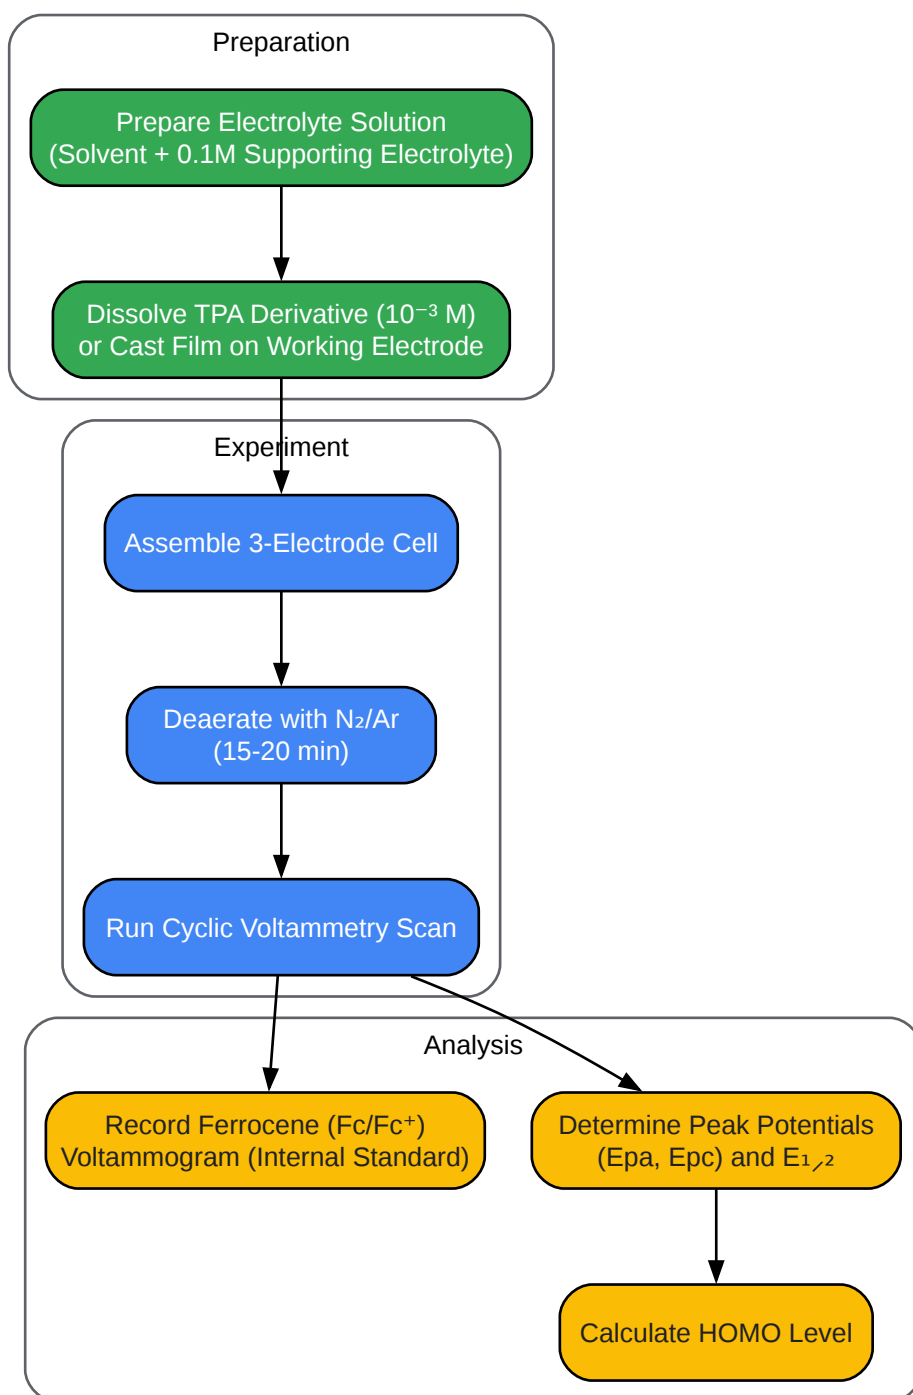 Preparation
Prepare Electrolyte Solution
(Solvent + 0.1M Supporting Electrolyte)
Dissolve TPA Derivative (10⁻³ M)
or Cast Film on Working Electrode
Experiment
Assemble 3-Electrode Cell
Deaerate with N₂/Ar
(15-20 min)
Run Cyclic Voltammetry Scan
Analysis
Record Ferrocene (Fc/Fc⁺)
Voltammogram (Internal Standard)
Determine Peak Potentials
(Epa, Epc) and E₁⸝₂
Calculate HOMO Level